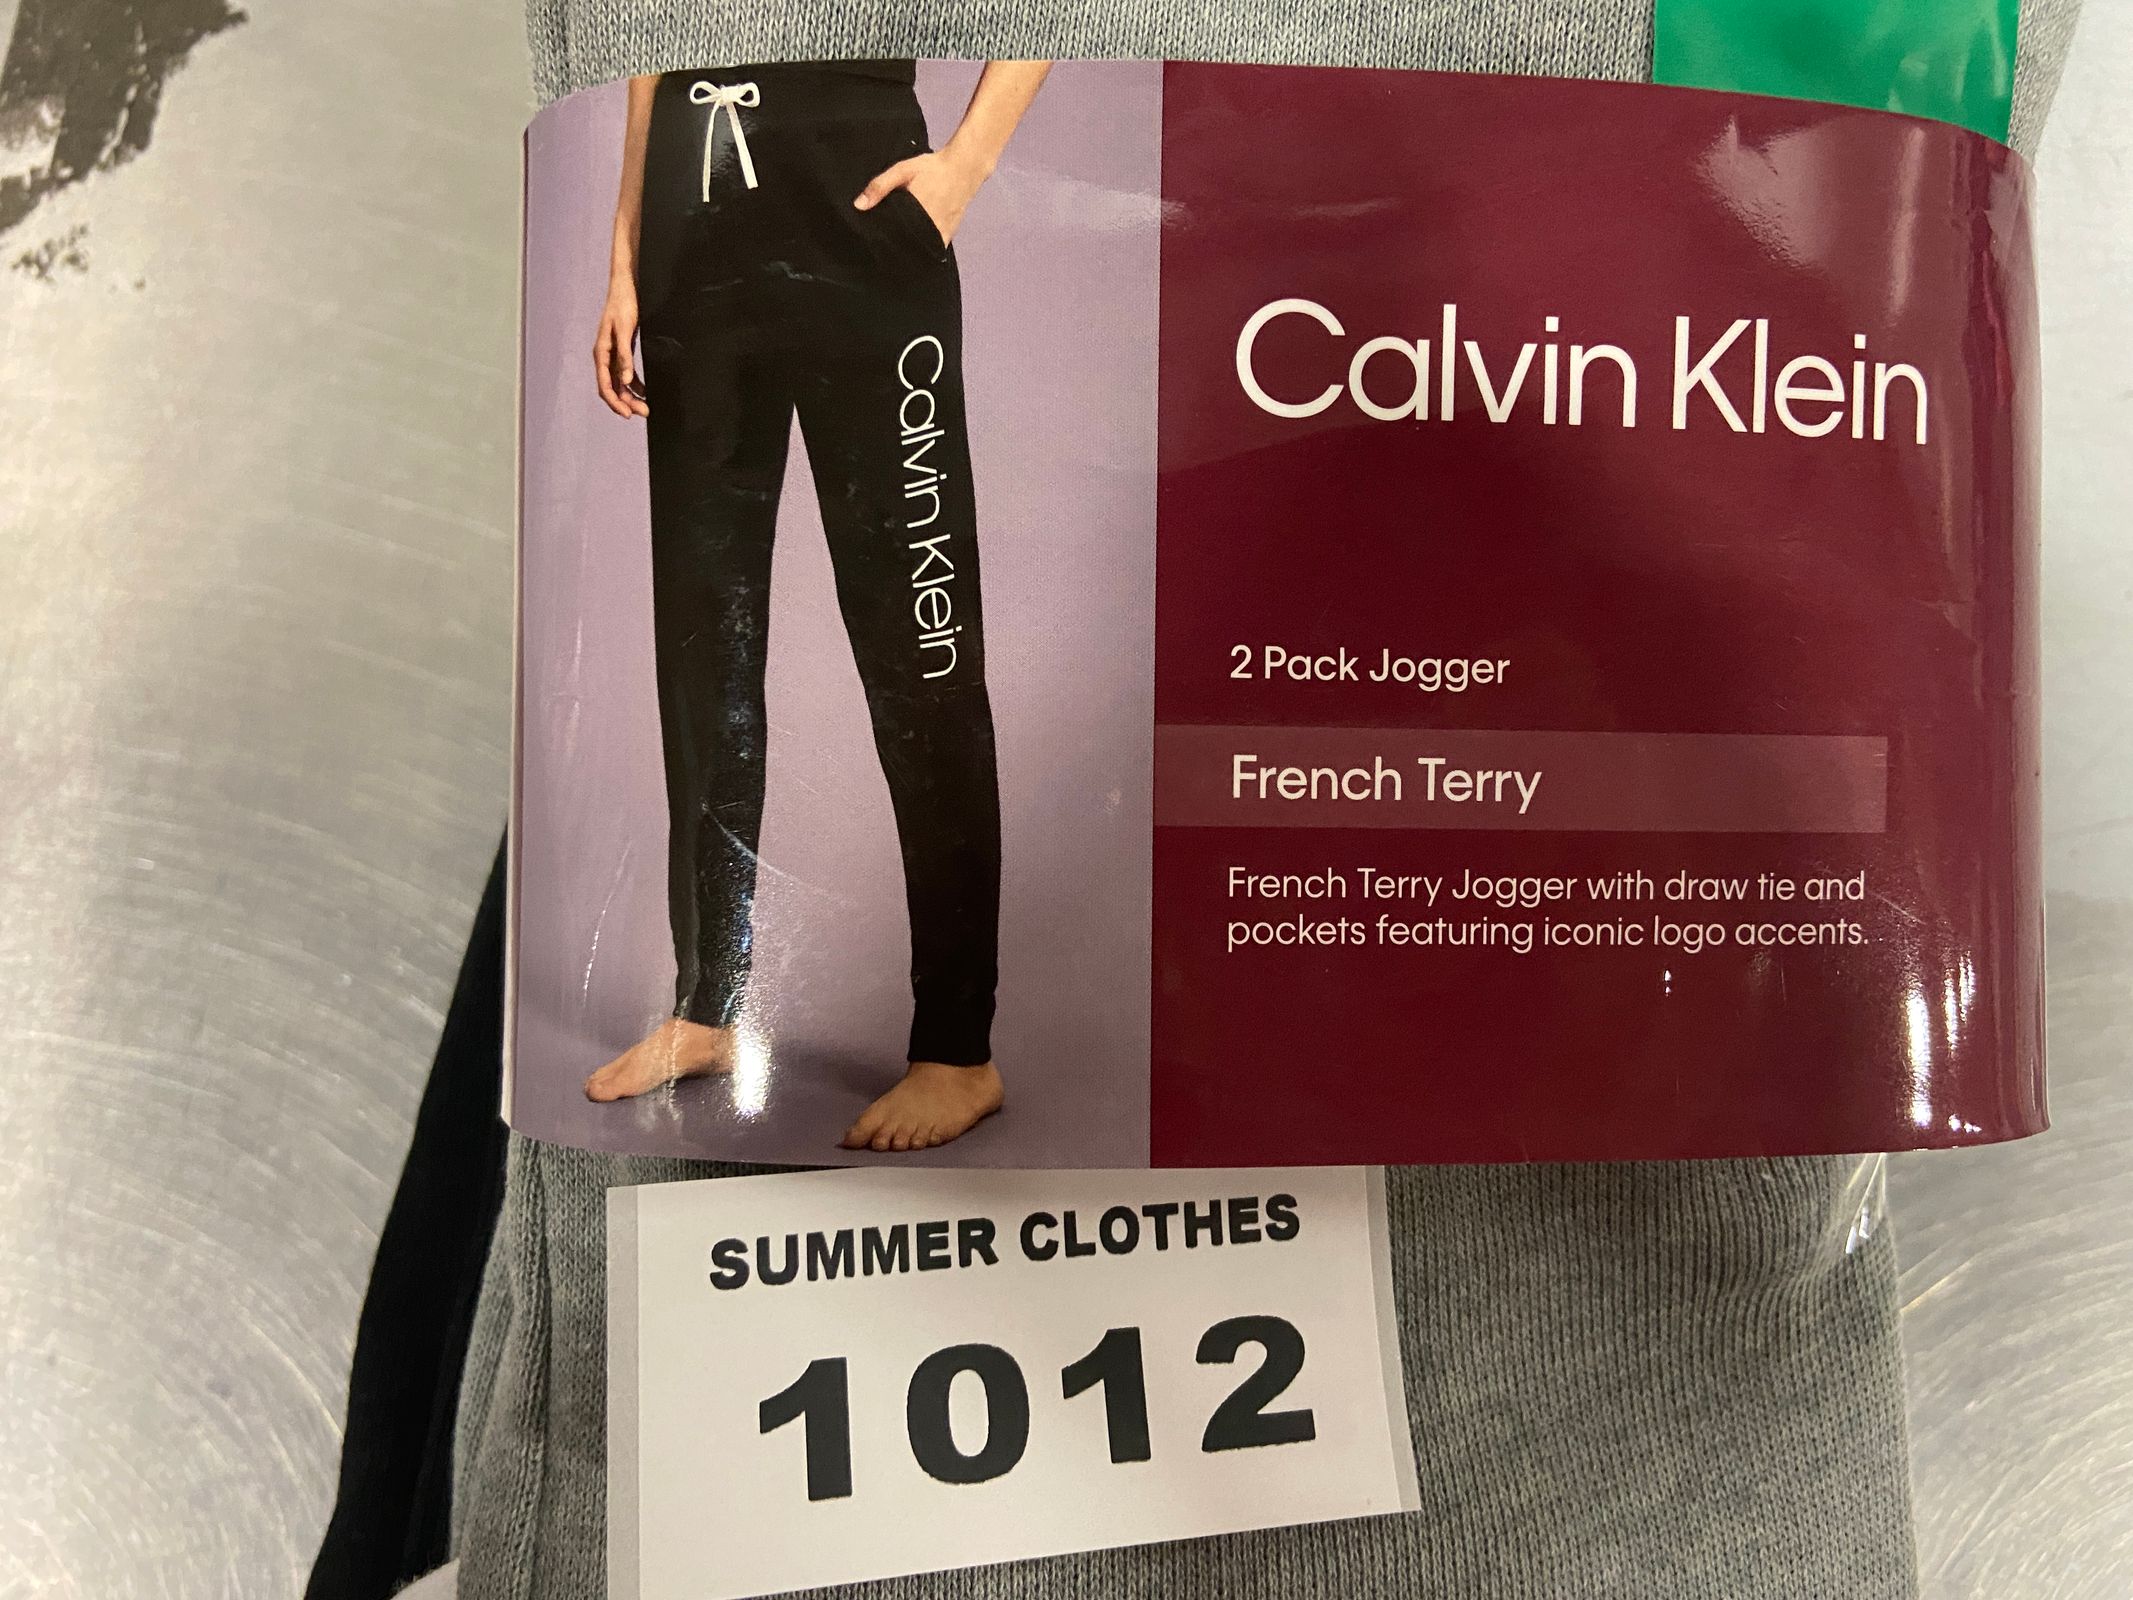 Calvin Klein
Calvin Klein
2 Pack Jogger
French Terry
French Terry Jogger with draw tie and
pockets featuring iconic logo accents.
SUMMER CLOTHES
1012